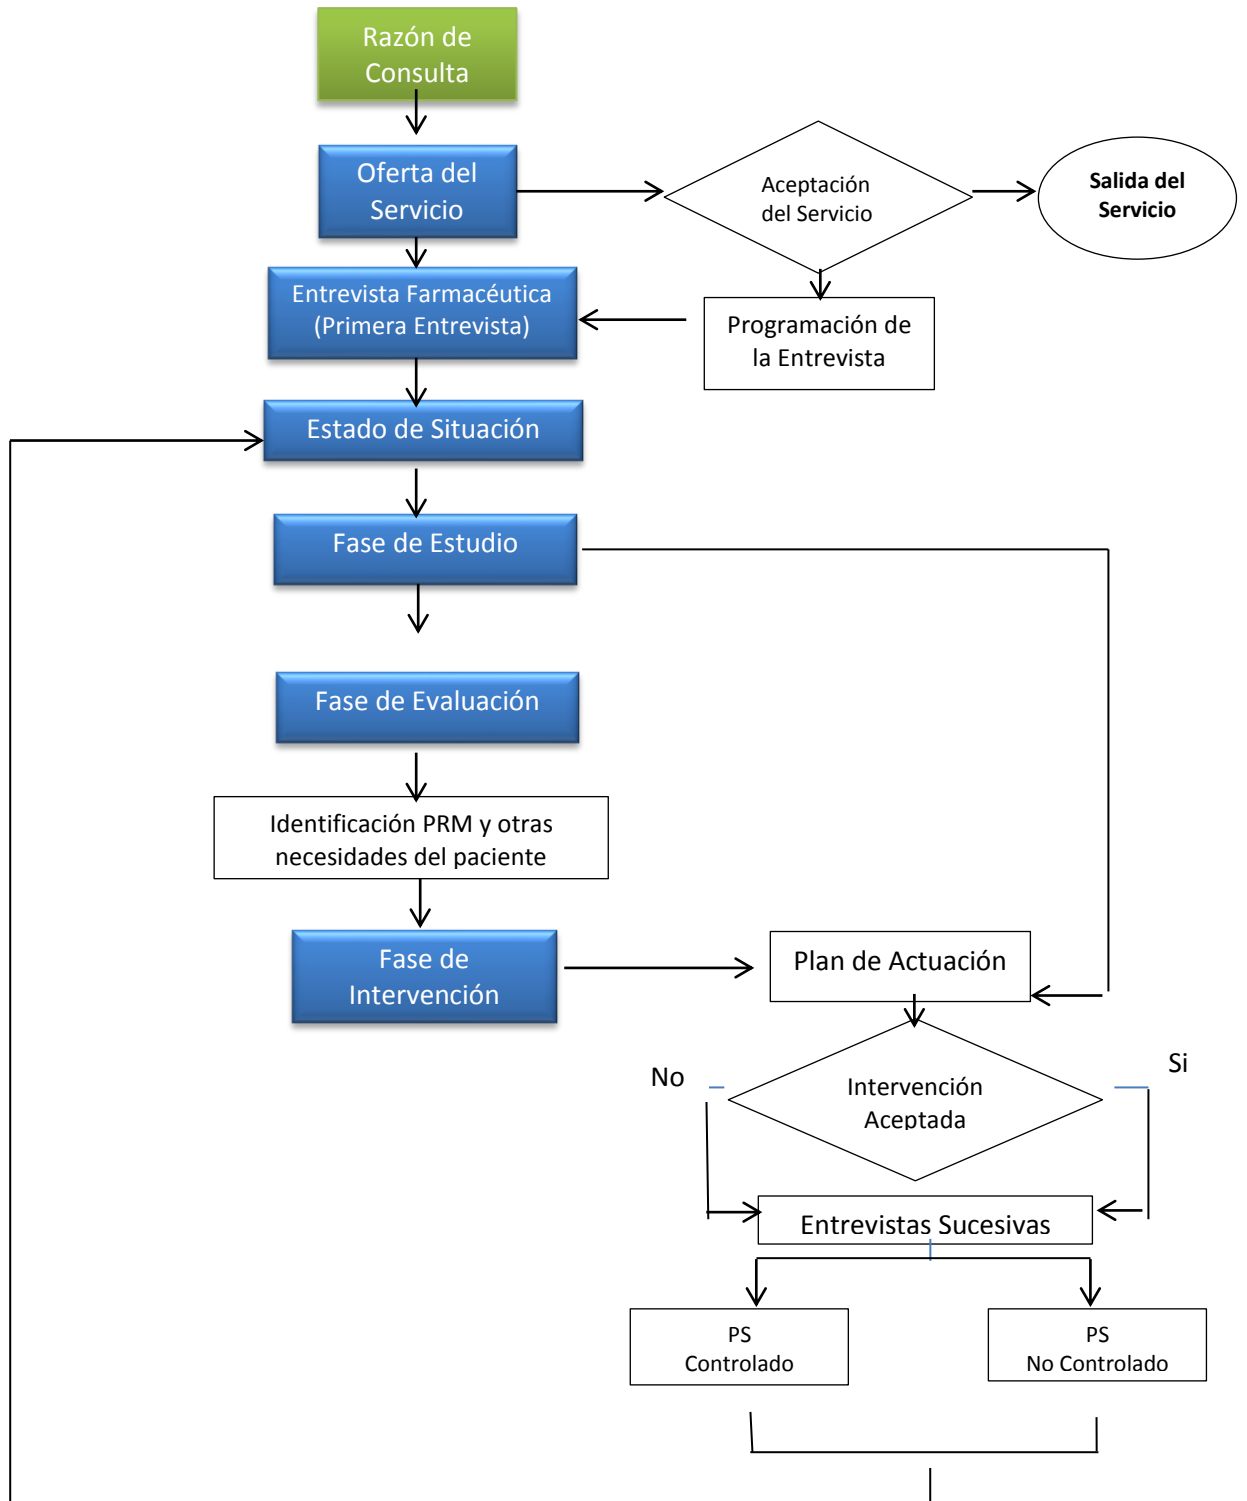 Razón de
Consulta
Oferta del
Servicio
Aceptación
del Servicio
Salida del
Servicio
Entrevista Farmacéutica
(Primera Entrevista)
Programación de
la Entrevista
Estado de Situación
Fase de Estudio
Fase de Evaluación
Identificación PRM y otras
necesidades del paciente
Fase de
Intervención
Plan de Actuación
No
Intervención
Aceptada
Si
Entrevistas Sucesivas
PS
Controlado
PS
No Controlado